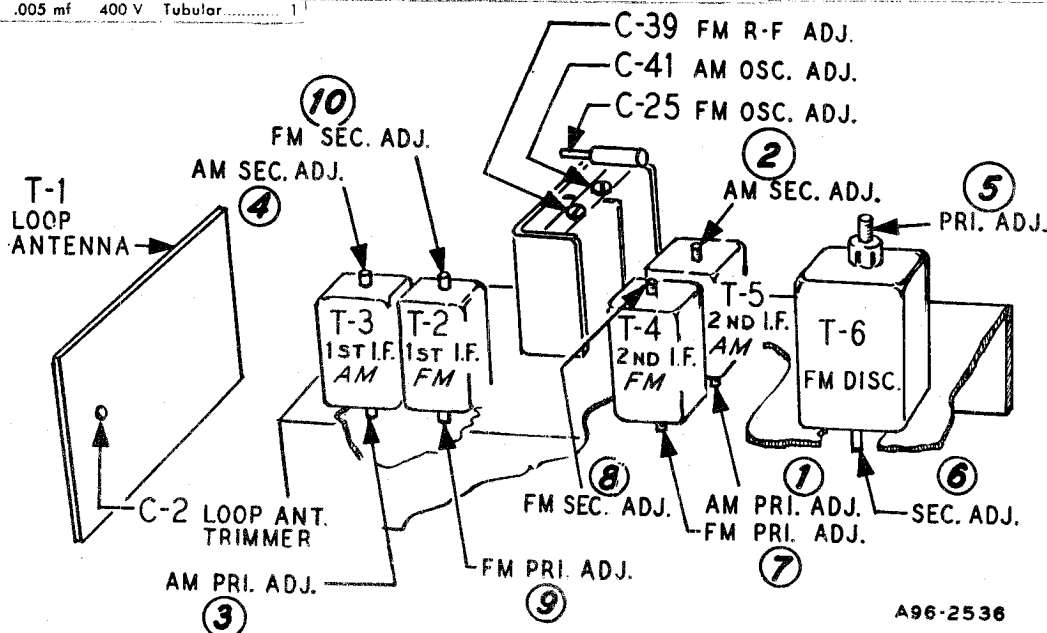 .005 mf 400 V Tubular.......... 1
C-39 FM R-F ADJ.
C-41 AM OSC. ADJ.
C-25 FM OSC. ADJ.
10
FM SEC. ADJ.
AM SEC. ADJ.
4
2
AM SEC. ADJ.
5
PRI. ADJ.
T-1
LOOP
ANTENNA
T-3
1ST I.F.
AM
T-2
1ST I.F.
FM
T-4
2ND I.F.
FM
T-5
2ND I.F.
AM
T-6
FM DISC.
C-2 LOOP ANT.
TRIMMER
8
FM SEC. ADJ.
1
AM PRI. ADJ.
FM PRI. ADJ.
7
6
SEC. ADJ.
AM PRI. ADJ.
3
FM PRI. ADJ.
9
A96-2536